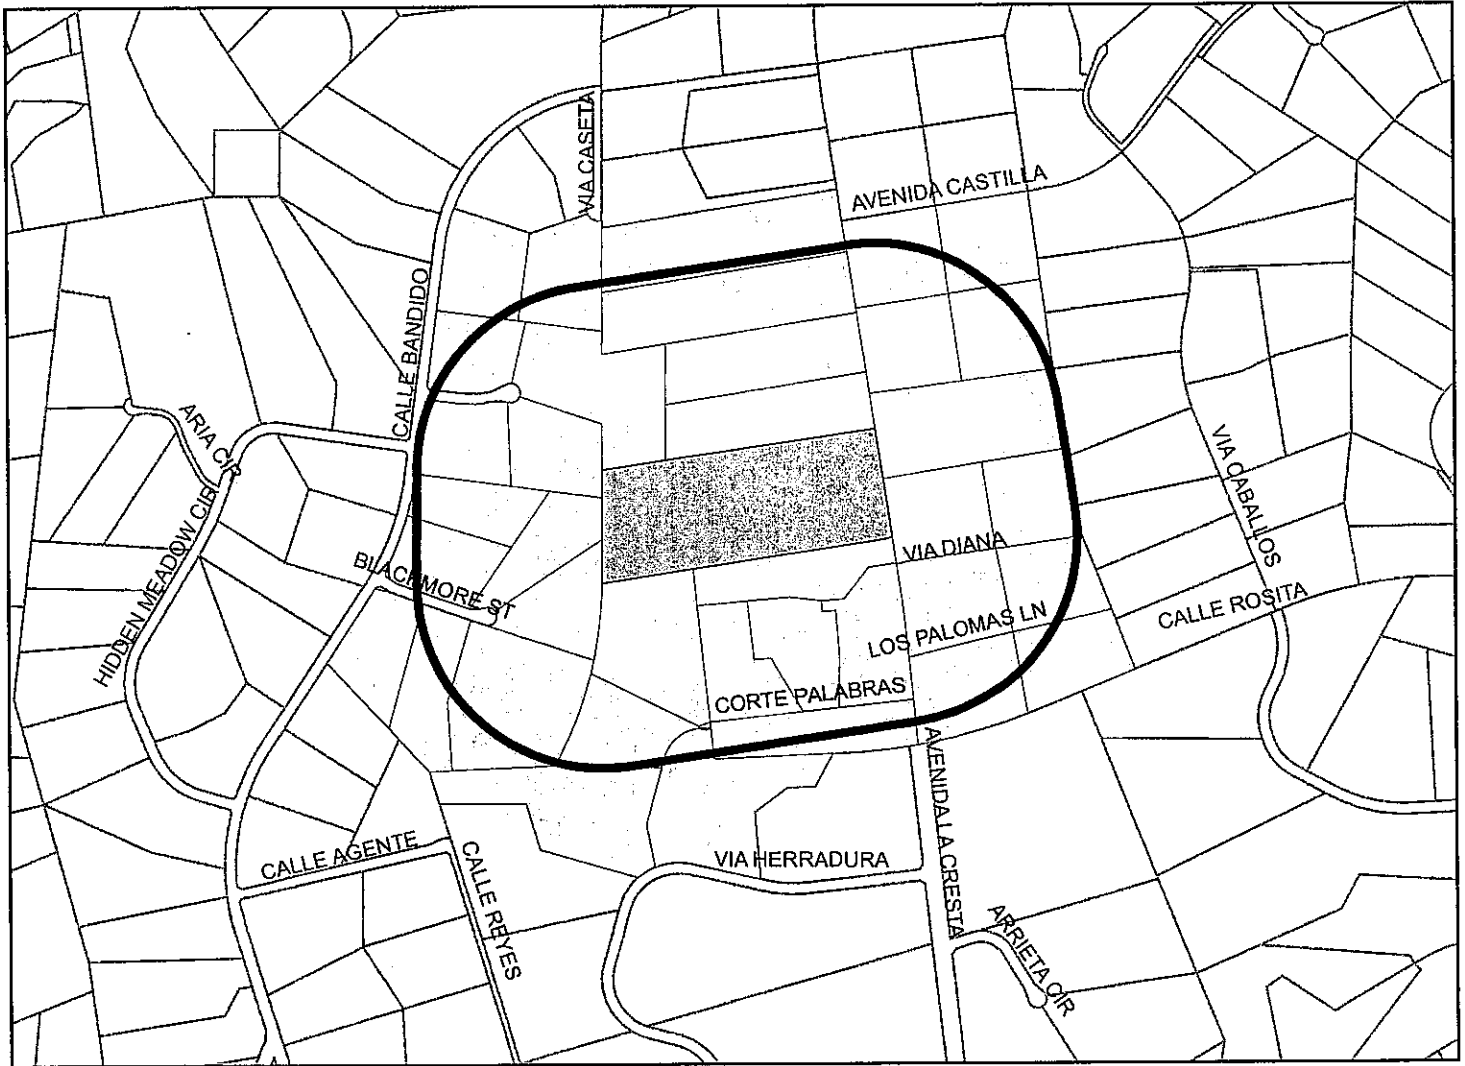 VIA CASETA
AVENIDA CASTILLA
CALLE BANDIDO
ARIA CIR
HIDDEN MEADOW CIR
BLACKMORE ST
VIA DIANA
VIA CABALLOS
LOS PALOMAS LN
CALLE ROSITA
CORTE PALABRAS
AVENIDA LA CRESTA
CALLE AGENTE
CALLE REYES
VIA HERRADURA
ARRIETA CIR